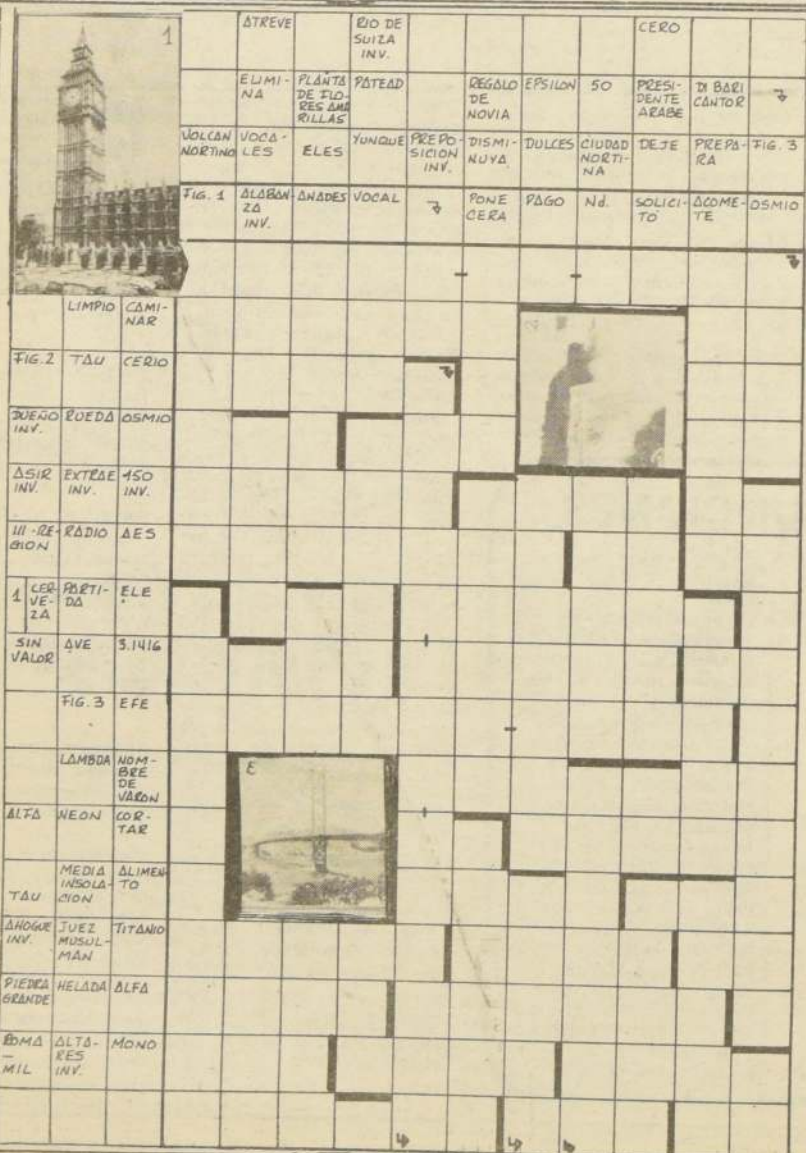 1
ATREVE
RIO DE
SUIZA
INV.
CERO
ELIMI-
NA
PLANTA
DE FLO-
RES AMA
RILLAS
PATEAD
REGALO
DE
NOVIA
EPSILON
50
PRESI-
DENTE
ARABE
DI BARI
CANTOR
VOLCAN
NORTINO
VOCA-
LES
ELES
YUNQUE
PREPO-
SICION
INV.
DISMI-
NUYA
DULCES
CIUDAD
NORTI-
NA
DEJE
PREPA-
RA
FIG. 3
FIG. 1
ALABAN-
ZA
INV.
ANADES
VOCAL
PONE
CERA
PAGO
Nd.
SOLICI-
TO
ACOME-
TE
OSMIO
LIMPIO
CAMI-
NAR
FIG. 2
TAU
CERIO
DUEÑO
INV.
RUEDA
OSMIO
ASIR
INV.
EXTRAE
INV.
450
INV.
III-RE-
GION
RADIO
AES
1
CER-
VE-
ZA
PARTI-
DA
ELE
SIN
VALOR
AVE
3.1416
FIG. 3
EFE
LAMBDA
NOM-
BRE
DE
VARON
ALFA
NEON
COR-
TAR
TAU
MEDIA
INSOLA-
CION
ALIMEN
TO
AHOGUE
INV.
JUEZ
MUSUL-
MAN
TITANIO
PIEDRA
GRANDE
HELADA
ALFA
ROMA
—
MIL
ALTA-
RES
INV.
MONO